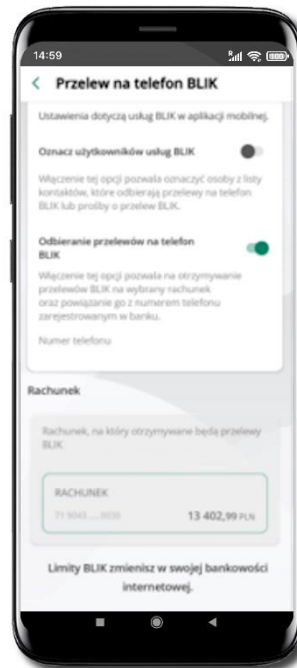 14:59
Przelew na telefon BLIK
Ustawienia dotyczą usług BLIK w aplikacji mobilnej.
Oznacz użytkowników usług BLIK
Włączenie tej opcji pozwala oznaczyć osoby z listy
kontaktów, które odbierają przelewy na telefon
BLIK lub prośby o przelew BLIK.
Odbieranie przelewów na telefon
BLIK
Włączenie tej opcji pozwala na otrzymywanie
przelewów BLIK na wybrany rachunek
oraz powiązanie go z numerem telefonu
zarejestrowanym w banku.
Numer telefonu
Rachunek
Rachunek, na który otrzymywane będą przelewy
BLIK
RACHUNEK
13 402,99 PLN
Limity BLIK zmienisz w swojej bankowości
internetowej.